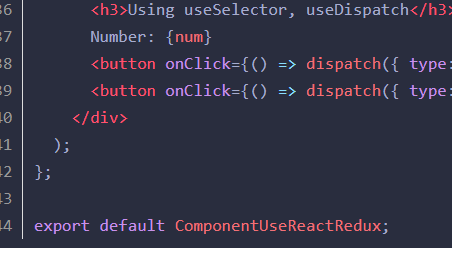 36 <h3>Using useSelector, useDispatch</h3>
37 Number: {num}
38 <button onClick={() => dispatch({ type:
39 <button onClick={() => dispatch({ type:
40 </div>
41 );
42 };
43
44 export default ComponentUseReactRedux;